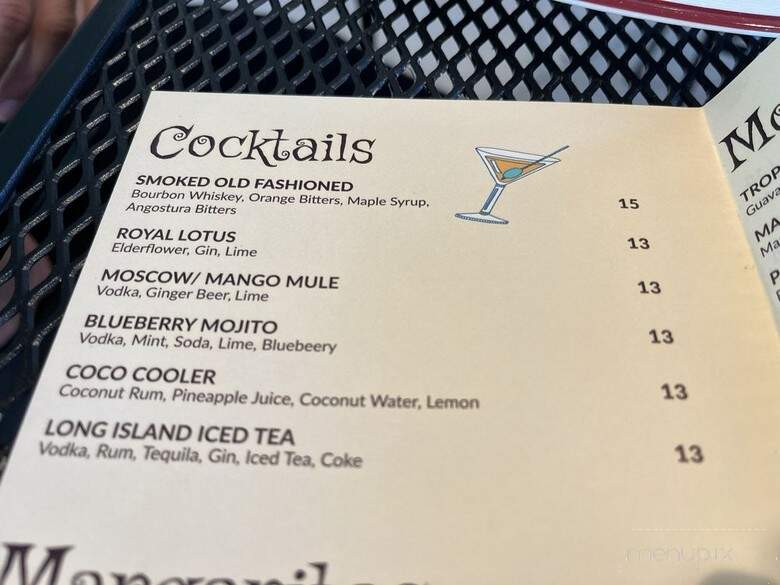 Cocktails
SMOKED OLD FASHIONED
Bourbon Whiskey, Orange Bitters, Maple Syrup,
Angostura Bitters
15
ROYAL LOTUS
Elderflower, Gin, Lime
13
MOSCOW/ MANGO MULE
Vodka, Ginger Beer, Lime
13
BLUEBERRY MOJITO
Vodka, Mint, Soda, Lime, Bluebeery
13
COCO COOLER
Coconut Rum, Pineapple Juice, Coconut Water, Lemon
13
LONG ISLAND ICED TEA
Vodka, Rum, Tequila, Gin, Iced Tea, Coke
13
Margaritas
menupix